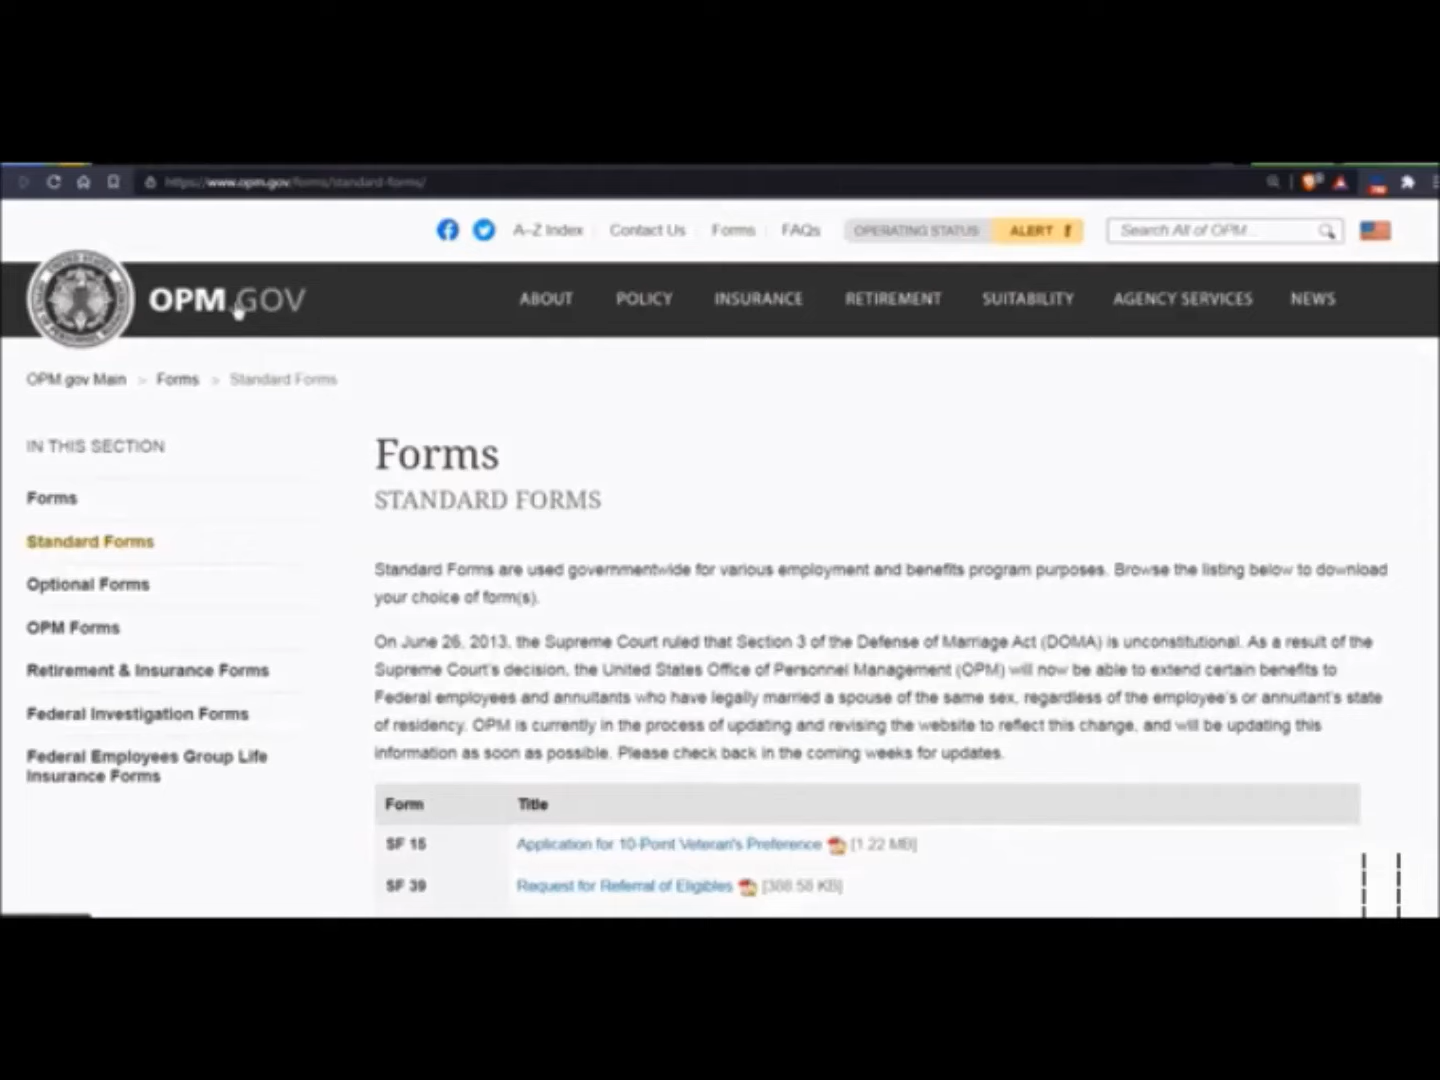 https://www.opm.gov/forms/standard-forms/
A-Z Index Contact Us Forms FAQs OPERATING STATUS ALERT ! Search All of OPM...
OPM.GOV ABOUT POLICY INSURANCE RETIREMENT SUITABILITY AGENCY SERVICES NEWS
OPM.gov Main > Forms > Standard Forms
IN THIS SECTION
Forms
Standard Forms
Optional Forms
OPM Forms
Retirement & Insurance Forms
Federal Investigation Forms
Federal Employees Group Life
Insurance Forms
Forms
STANDARD FORMS
Standard Forms are used governmentwide for various employment and benefits program purposes. Browse the listing below to download
your choice of form(s).
On June 26, 2013, the Supreme Court ruled that Section 3 of the Defense of Marriage Act (DOMA) is unconstitutional. As a result of the
Supreme Court's decision, the United States Office of Personnel Management (OPM) will now be able to extend certain benefits to
Federal employees and annuitants who have legally married a spouse of the same sex, regardless of the employee's or annuitant's state
of residency. OPM is currently in the process of updating and revising the website to reflect this change, and will be updating this
information as soon as possible. Please check back in the coming weeks for updates.
Form Title
SF 15 Application for 10-Point Veteran's Preference [1.22 MB]
SF 39 Request for Referral of Eligibles [388.58 KB]